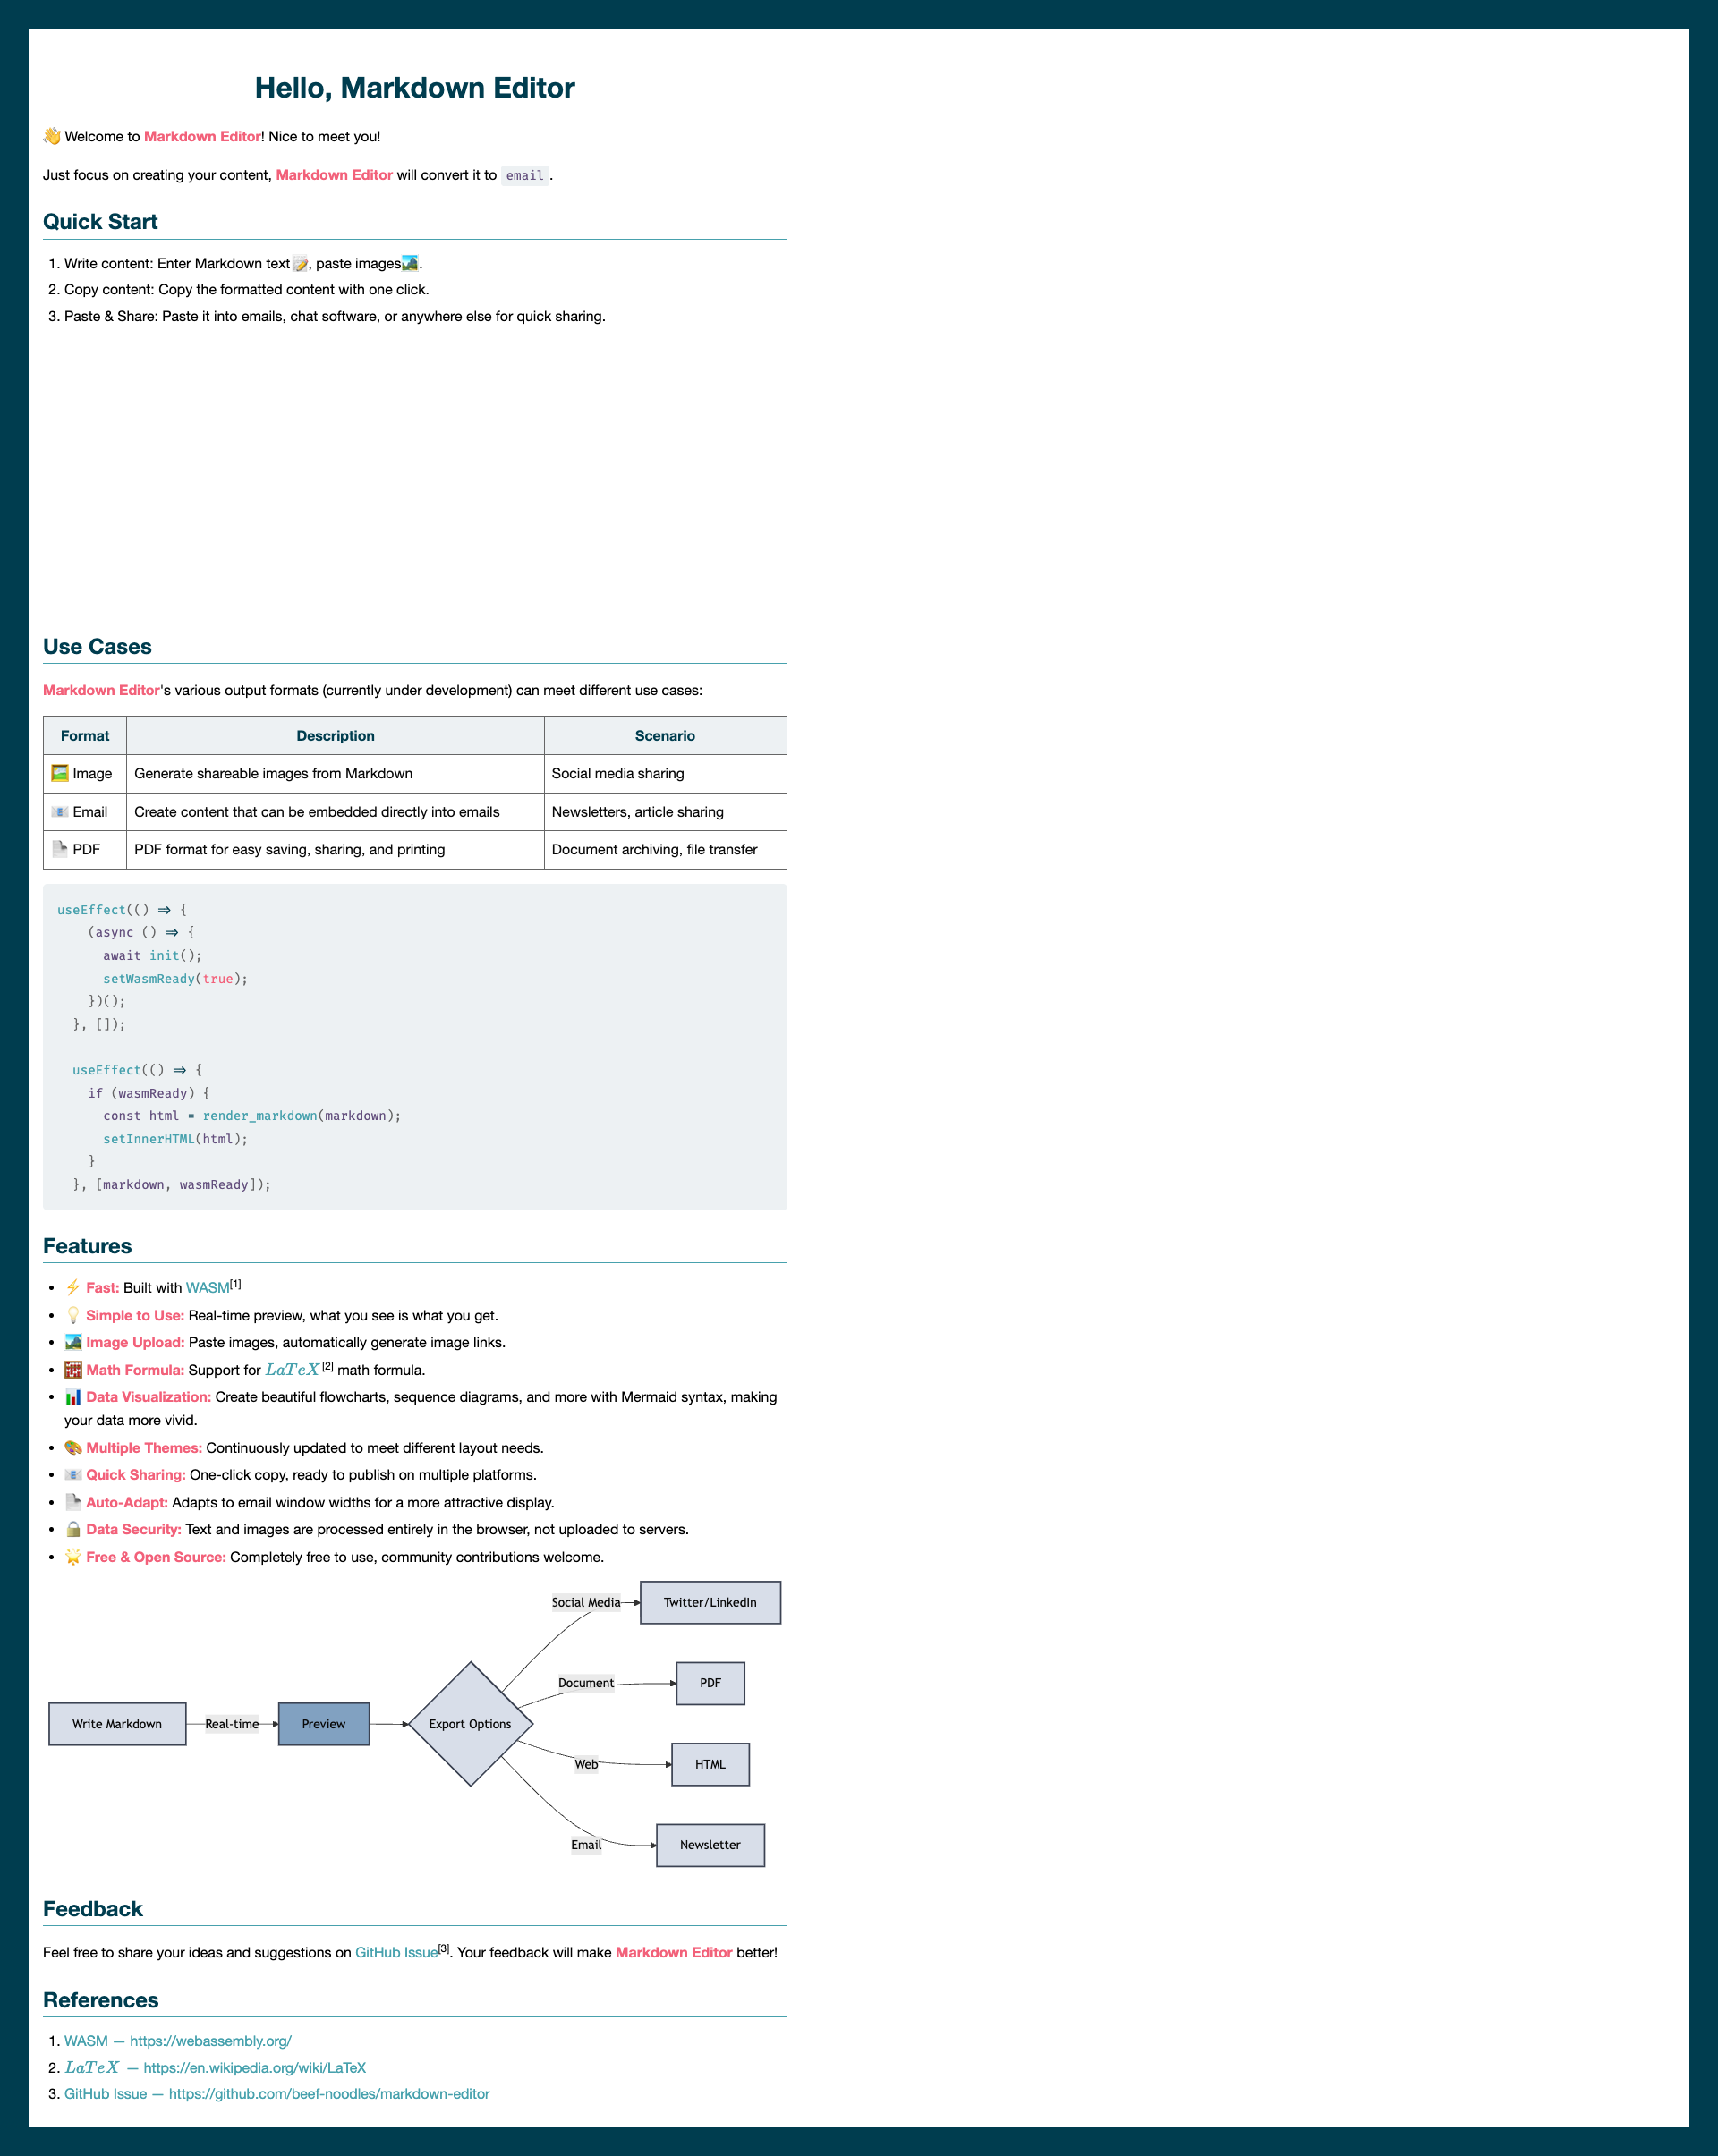 Hello, Markdown Editor
👋 Welcome to Markdown Editor! Nice to meet you!
Just focus on creating your content, Markdown Editor will convert it to email.
Quick Start
1. Write content: Enter Markdown text📝, paste images🏞️.
2. Copy content: Copy the formatted content with one click.
3. Paste & Share: Paste it into emails, chat software, or anywhere else for quick sharing.
Use Cases
Markdown Editor's various output formats (currently under development) can meet different use cases:
Format Description Scenario
🖼️ Image Generate shareable images from Markdown Social media sharing
📧 Email Create content that can be embedded directly into emails Newsletters, article sharing
📄 PDF PDF format for easy saving, sharing, and printing Document archiving, file transfer
useEffect(() => {
    (async () => {
      await init();
      setWasmReady(true);
    })();
  }, []);
  useEffect(() => {
    if (wasmReady) {
      const html = render_markdown(markdown);
      setInnerHTML(html);
    }
  }, [markdown, wasmReady]);
Features
• ⚡ Fast: Built with WASM[1]
• 💡 Simple to Use: Real-time preview, what you see is what you get.
• 🏞️ Image Upload: Paste images, automatically generate image links.
• 🧮 Math Formula: Support for LaTeX[2] math formula.
• 📊 Data Visualization: Create beautiful flowcharts, sequence diagrams, and more with Mermaid syntax, making
your data more vivid.
• 🎨 Multiple Themes: Continuously updated to meet different layout needs.
• 📧 Quick Sharing: One-click copy, ready to publish on multiple platforms.
• 📄 Auto-Adapt: Adapts to email window widths for a more attractive display.
• 🔒 Data Security: Text and images are processed entirely in the browser, not uploaded to servers.
• 🌟 Free & Open Source: Completely free to use, community contributions welcome.
Social Media Twitter/LinkedIn
Document PDF
Write Markdown Real-time Preview Export Options
Web HTML
Email Newsletter
Feedback
Feel free to share your ideas and suggestions on GitHub Issue[3]. Your feedback will make Markdown Editor better!
References
1. WASM — https://webassembly.org/
2. LaTeX — https://en.wikipedia.org/wiki/LaTeX
3. GitHub Issue — https://github.com/beef-noodles/markdown-editor